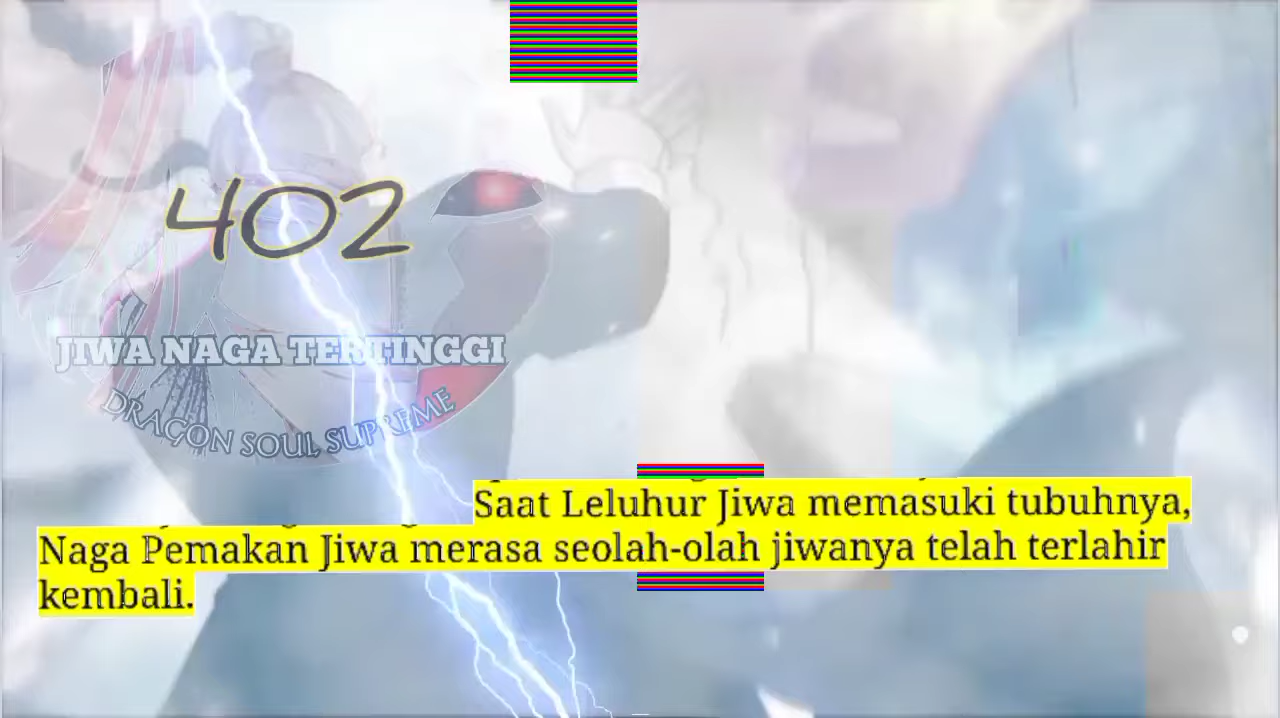 402
JIWA NAGA TERTINGGI
DRAGON SOUL SUPREME
Saat Leluhur Jiwa memasuki tubuhnya,
Naga Pemakan Jiwa merasa seolah-olah jiwanya telah terlahir
kembali.